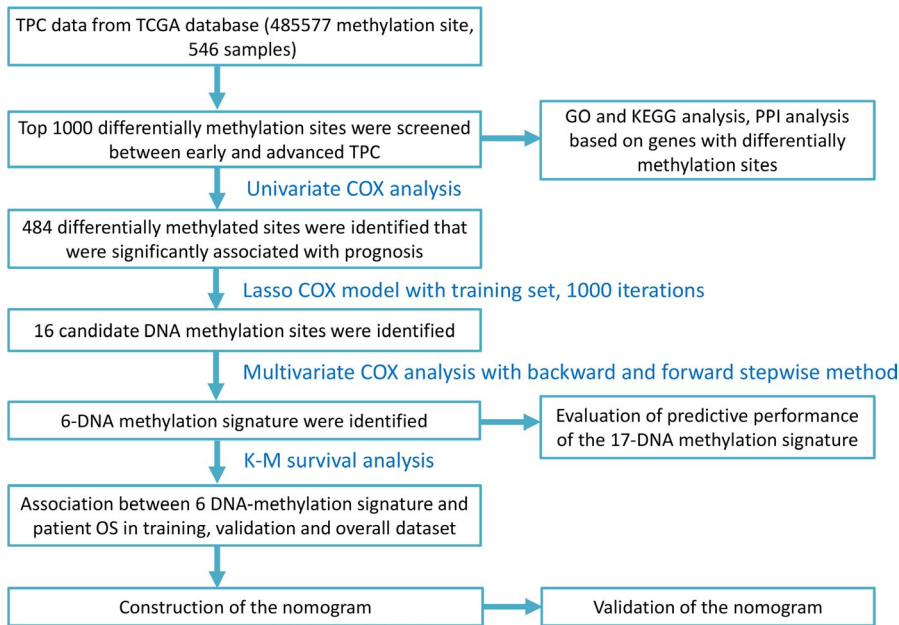 TPC data from TCGA database (485577 methylation site,
546 samples)
Top 1000 differentially methylation sites were screened
between early and advanced TPC
GO and KEGG analysis, PPI analysis
based on genes with differentially
methylation sites
Univariate COX analysis
484 differentially methylated sites were identified that
were significantly associated with prognosis
Lasso COX model with training set, 1000 iterations
16 candidate DNA methylation sites were identified
Multivariate COX analysis with backward and forward stepwise method
6-DNA methylation signature were identified
Evaluation of predictive performance
of the 17-DNA methylation signature
K-M survival analysis
Association between 6 DNA-methylation signature and
patient OS in training, validation and overall dataset
Construction of the nomogram
Validation of the nomogram